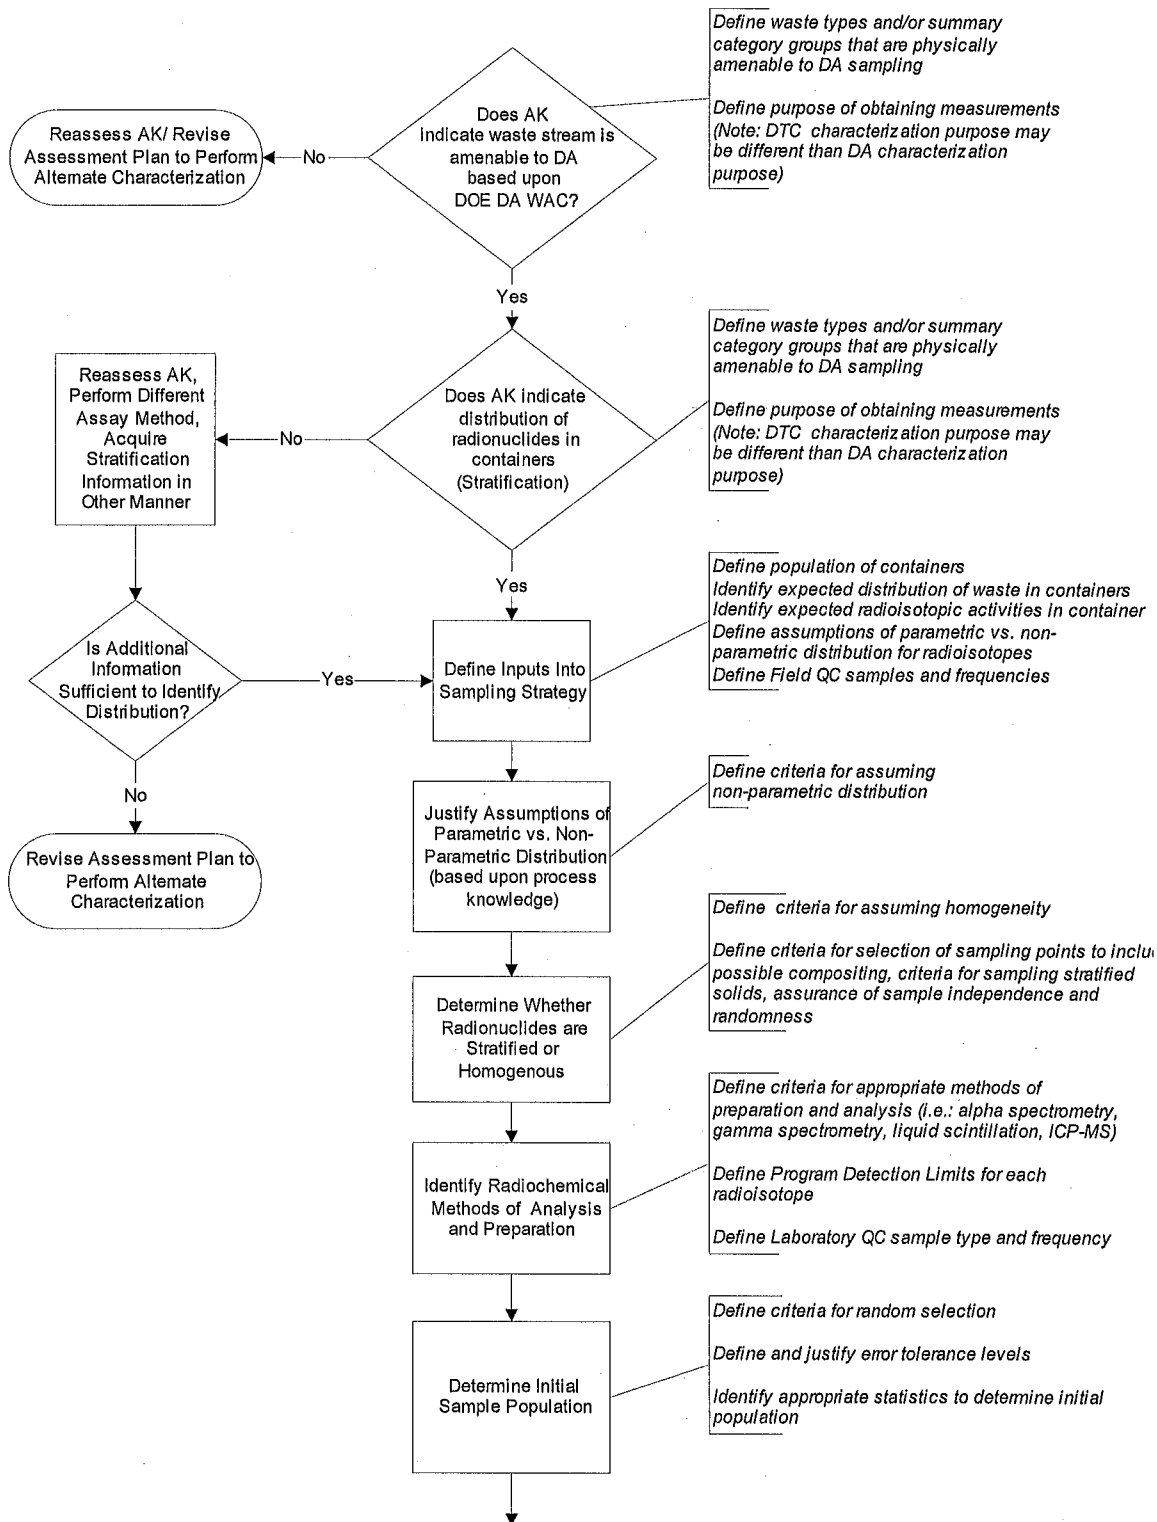 Define waste types and/or summary
category groups that are physically
amenable to DA sampling
Define purpose of obtaining measurements
(Note: DTC characterization purpose may
be different than DA characterization
purpose)
Does AK
indicate waste stream is
amenable to DA
based upon
DOE DA WAC?
No
Reassess AK/ Revise
Assessment Plan to Perform
Alternate Characterization
Yes
Define waste types and/or summary
category groups that are physically
amenable to DA sampling
Define purpose of obtaining measurements
(Note: DTC characterization purpose may
be different than DA characterization
purpose)
Does AK indicate
distribution of
radionuclides in
containers
(Stratification)
No
Reassess AK,
Perform Different
Assay Method,
Acquire
Stratification
Information in
Other Manner
Yes
Is Additional
Information
Sufficient to Identify
Distribution?
Yes
Define Inputs Into
Sampling Strategy
Define population of containers
Identify expected distribution of waste in containers
Identify expected radioisotopic activities in container
Define assumptions of parametric vs. non-
parametric distribution for radioisotopes
Define Field QC samples and frequencies
No
Revise Assessment Plan to
Perform Alternate
Characterization
Justify Assumptions of
Parametric vs. Non-
Parametric Distribution
(based upon process
knowledge)
Define criteria for assuming
non-parametric distribution
Determine Whether
Radionuclides are
Stratified or
Homogenous
Define criteria for assuming homogeneity
Define criteria for selection of sampling points to inclu
possible compositing, criteria for sampling stratified
solids, assurance of sample independence and
randomness
Identify Radiochemical
Methods of Analysis
and Preparation
Define criteria for appropriate methods of
preparation and analysis (i.e.: alpha spectrometry,
gamma spectrometry, liquid scintillation, ICP-MS)
Define Program Detection Limits for each
radioisotope
Define Laboratory QC sample type and frequency
Determine Initial
Sample Population
Define criteria for random selection
Define and justify error tolerance levels
Identify appropriate statistics to determine initial
population